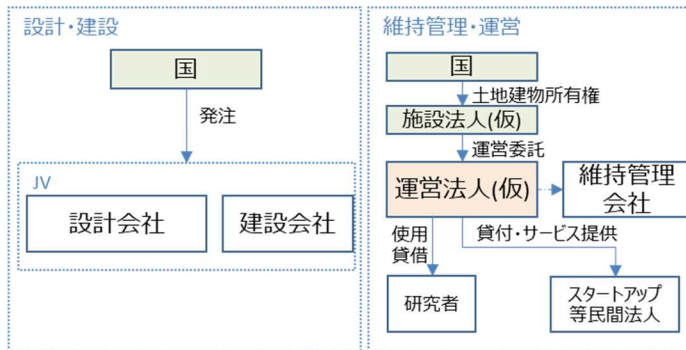 設計・建設
国
発注
JV
設計会社
建設会社
維持管理・運営
国
土地建物所有権
施設法人(仮)
運営委託
運営法人(仮)
維持管理
会社
使用
貸借
貸付・サービス提供
研究者
スタートアップ
等民間法人